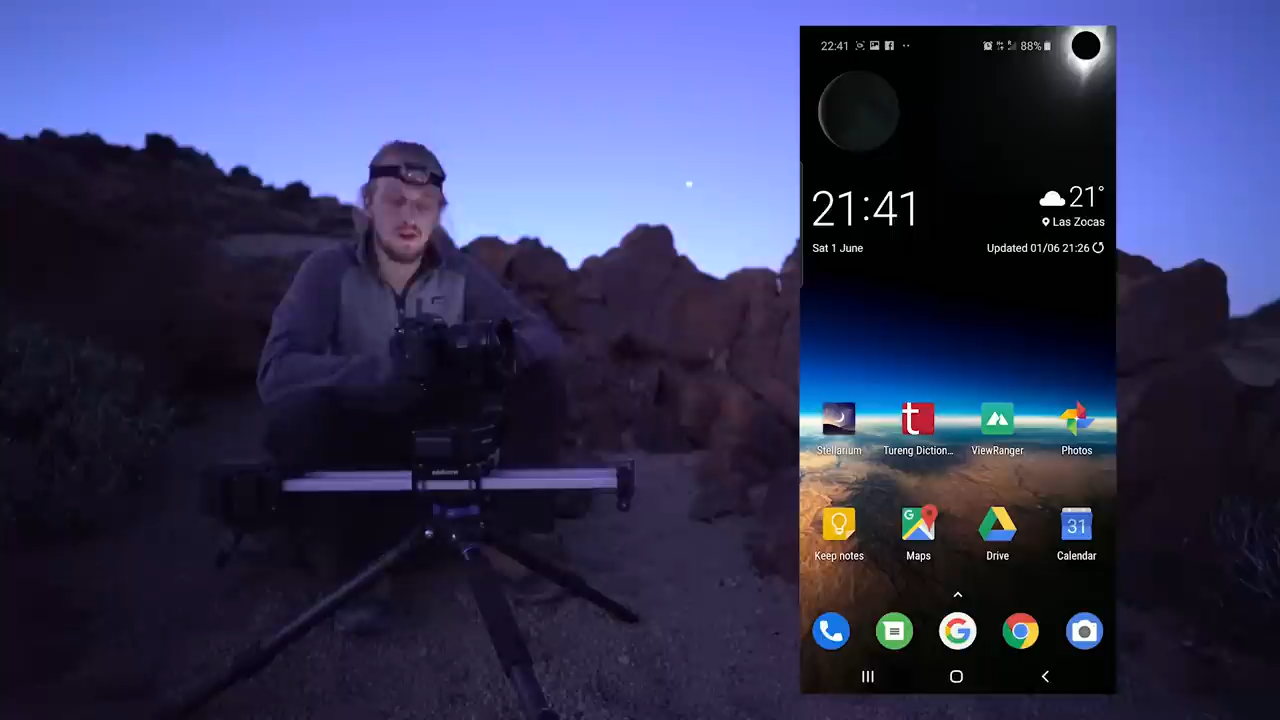 22:41
88%
21:41
21°
Las Zocas
Sat 1 June
Updated 01/06 21:26
t
Stellarium
Tureng Diction...
ViewRanger
Photos
G
31
Keep notes
Maps
Drive
Calendar